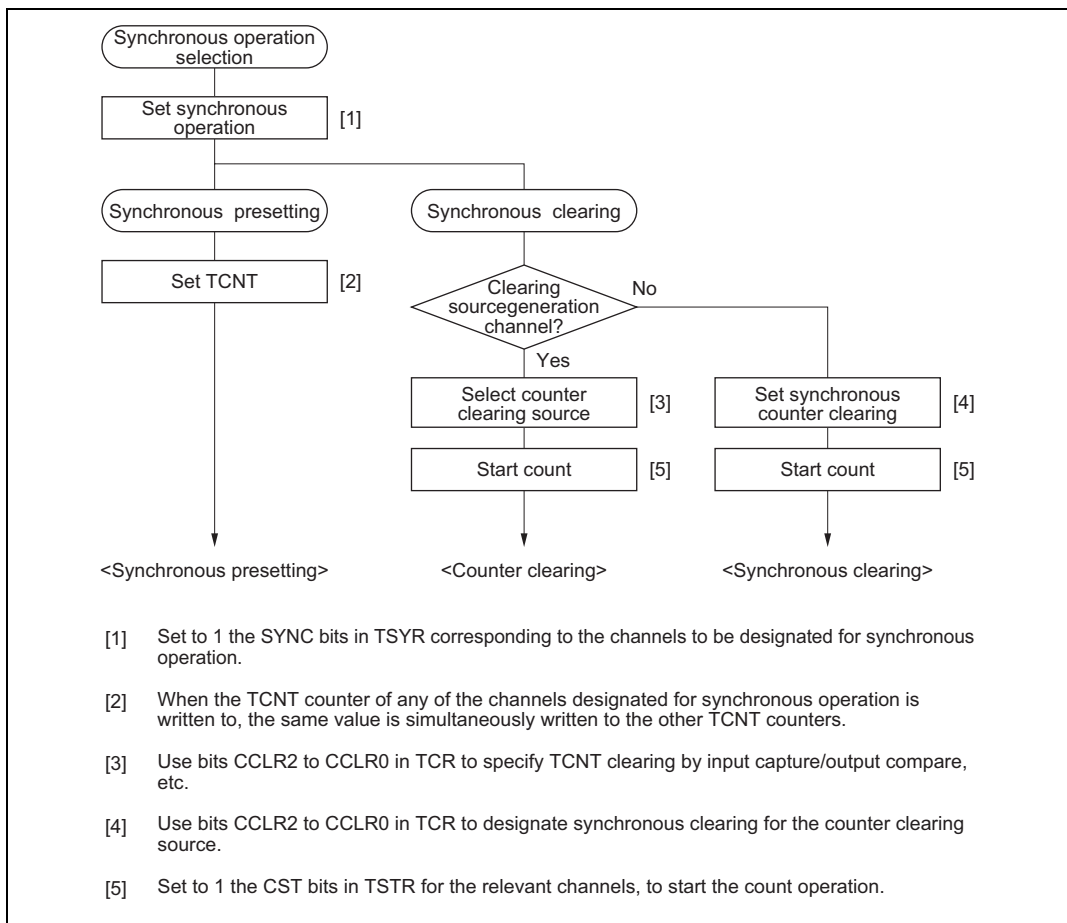 Synchronous operation
selection
Set synchronous
operation
[1]
Synchronous presetting
Synchronous clearing
Set TCNT
[2]
Clearing
sourcegeneration
channel?
No
Yes
Select counter
clearing source
[3]
Set synchronous
counter clearing
[4]
Start count
[5]
Start count
[5]
<Synchronous presetting>
<Counter clearing>
<Synchronous clearing>
[1] Set to 1 the SYNC bits in TSYR corresponding to the channels to be designated for synchronous
operation.
[2] When the TCNT counter of any of the channels designated for synchronous operation is
written to, the same value is simultaneously written to the other TCNT counters.
[3] Use bits CCLR2 to CCLR0 in TCR to specify TCNT clearing by input capture/output compare,
etc.
[4] Use bits CCLR2 to CCLR0 in TCR to designate synchronous clearing for the counter clearing
source.
[5] Set to 1 the CST bits in TSTR for the relevant channels, to start the count operation.